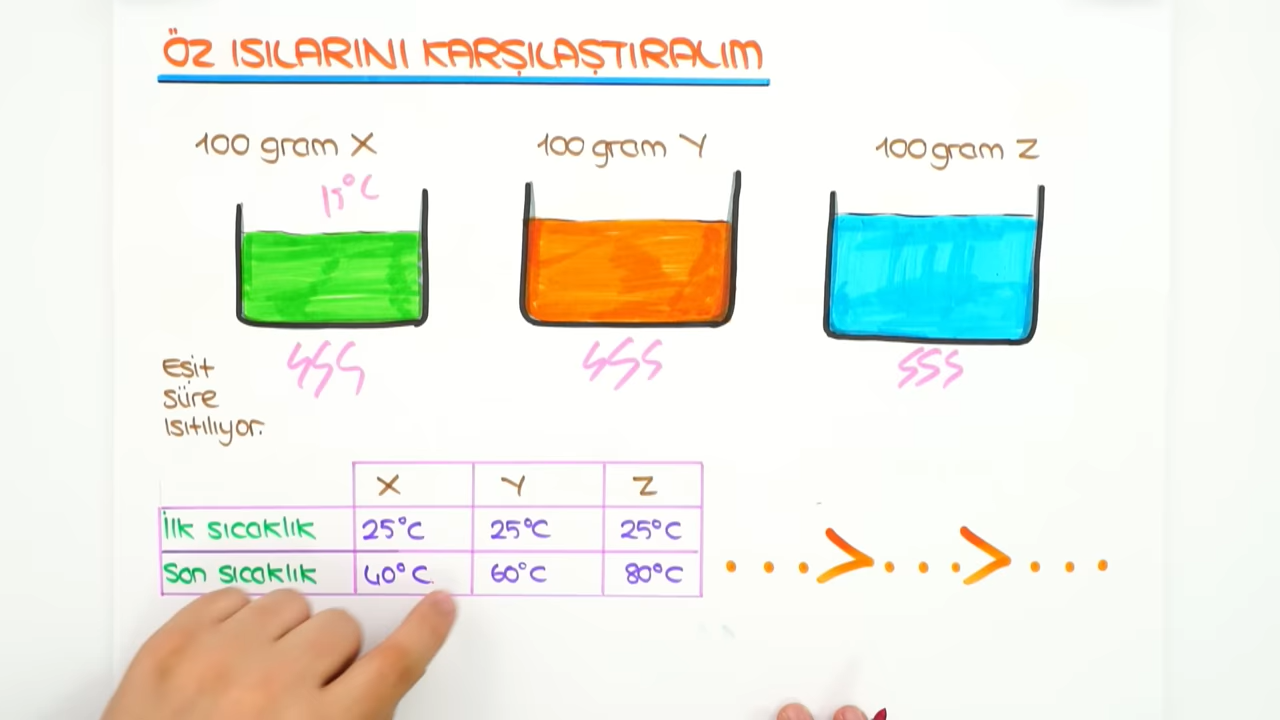 ÖZ ISILARINI KARŞILAŞTIRALIM
100 gram X
100 gram Y
100 gram Z
15°C
Eşit
süre
ısıtılıyor.
X Y Z
İlk sıcaklık 25°C 25°C 25°C
Son sıcaklık 40°C 60°C 80°C
...>...>...